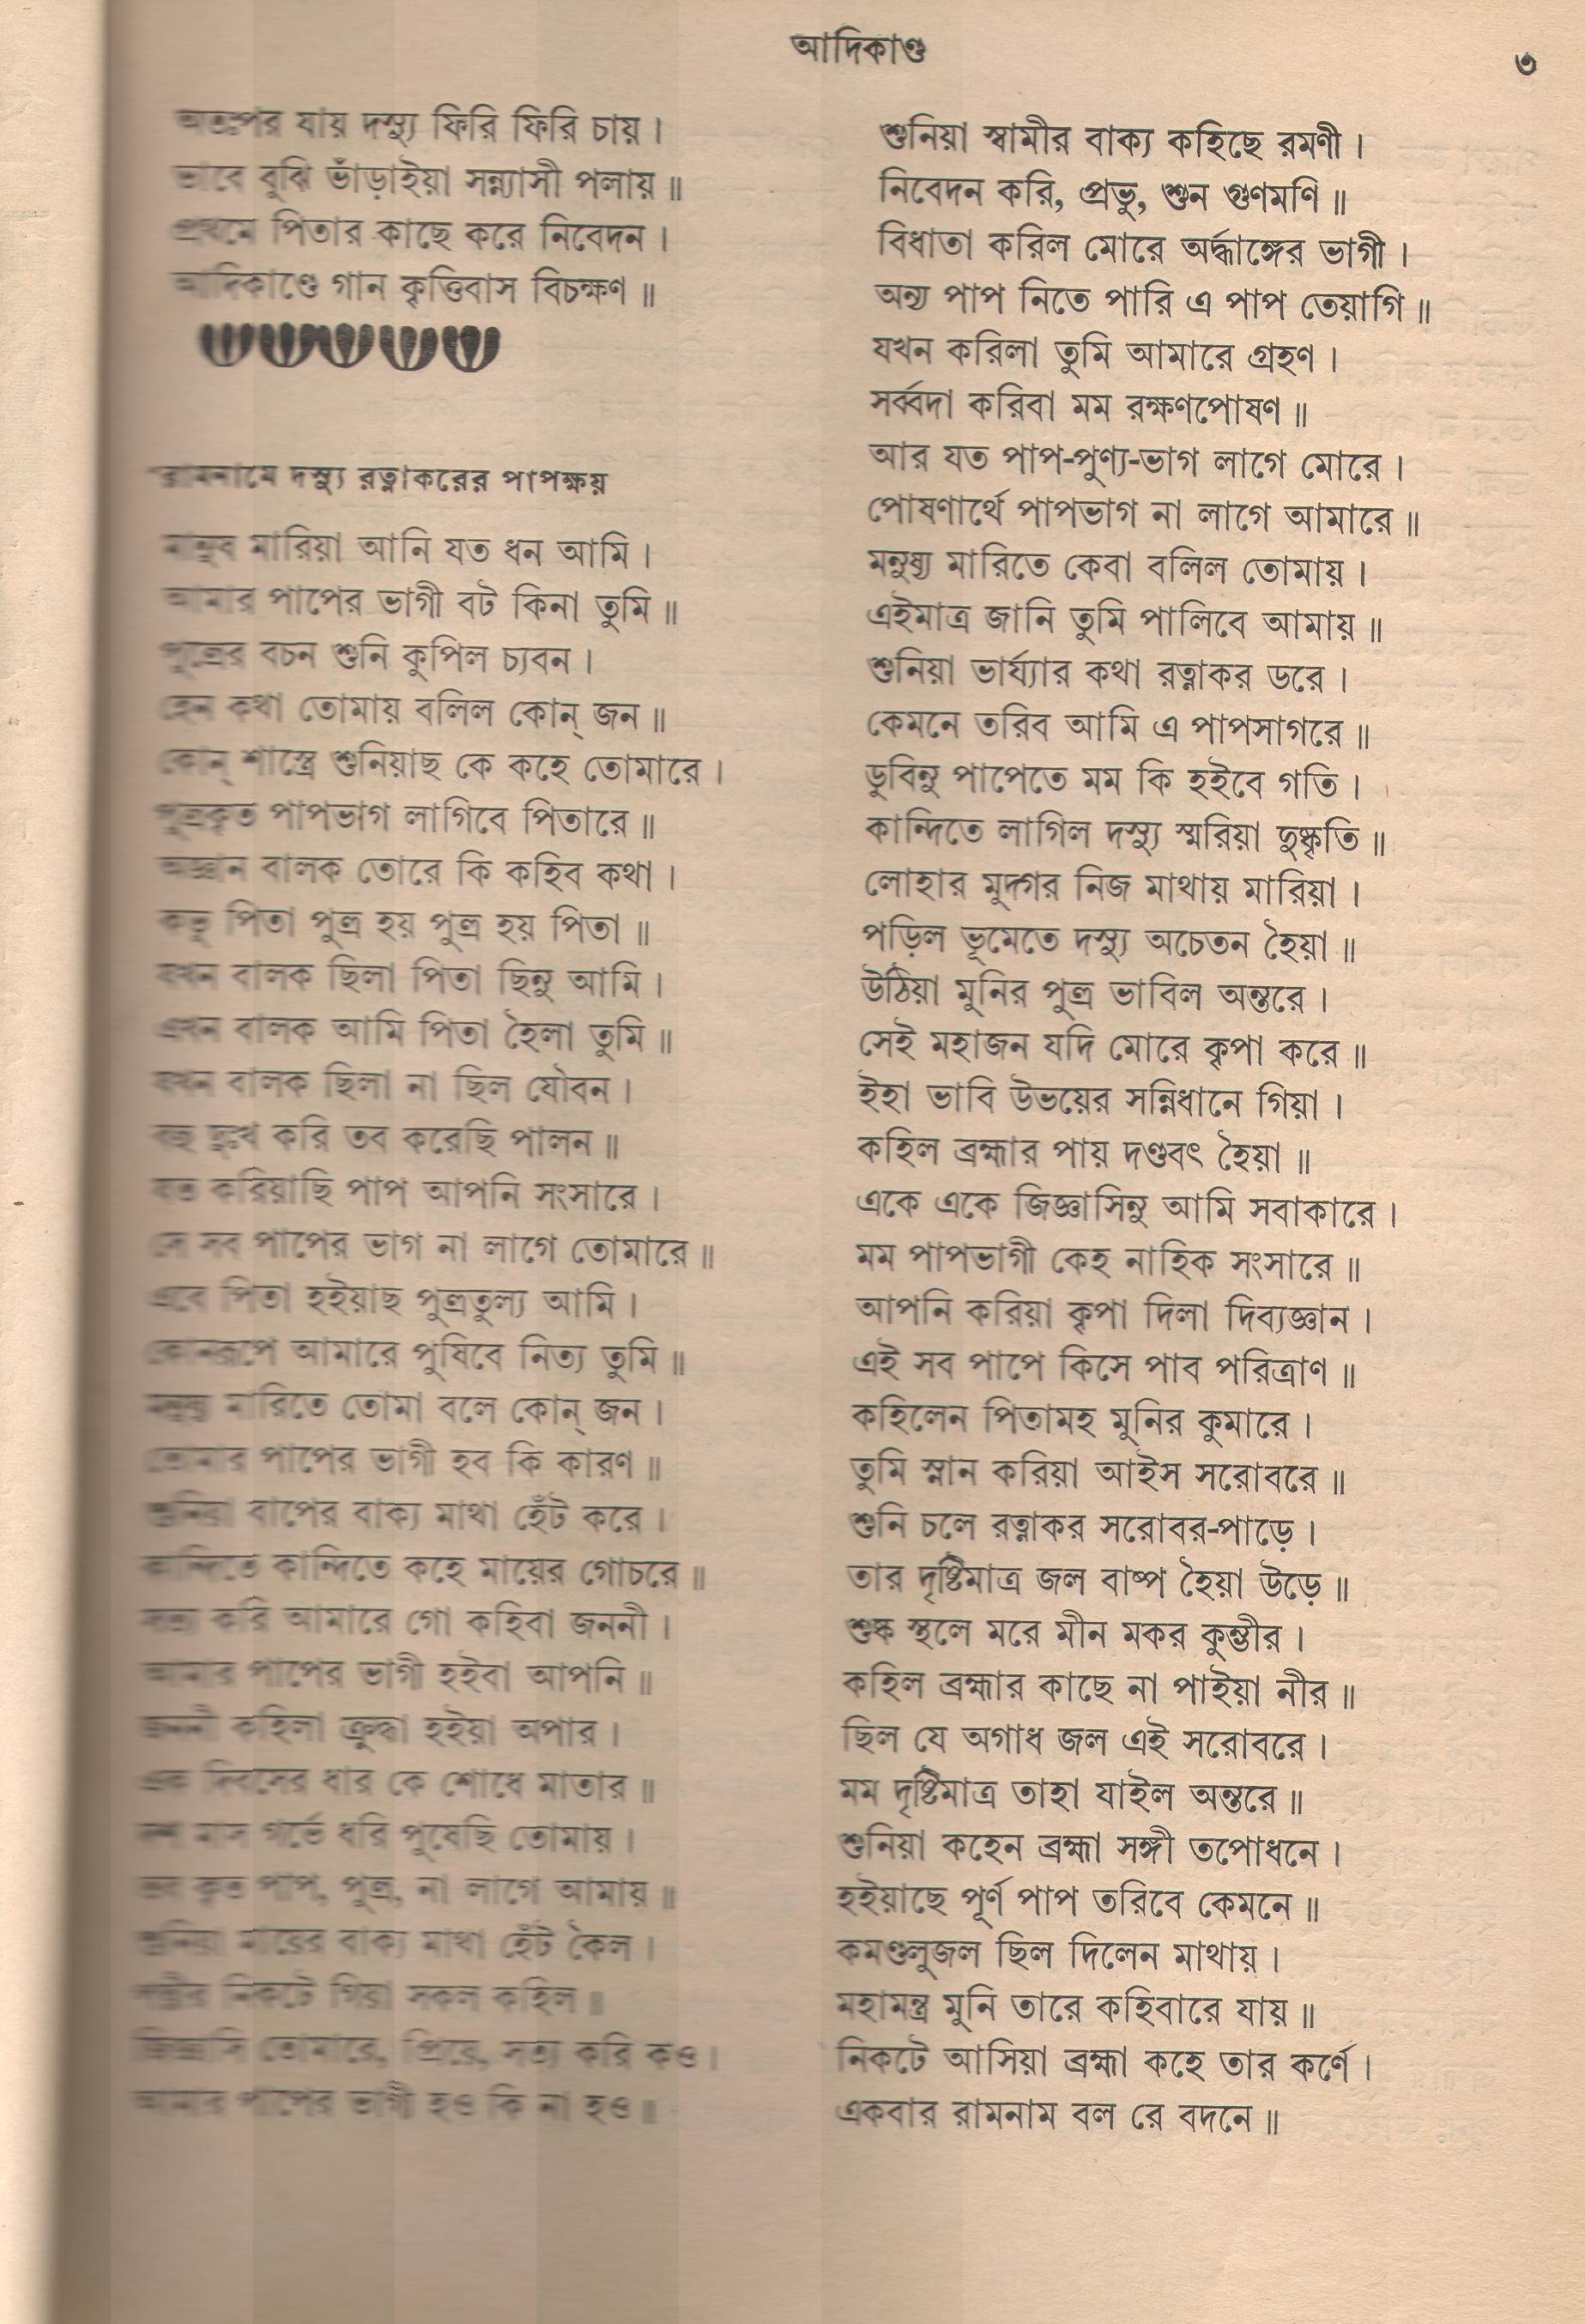 আদিকাণ্ড
৩
অতঃপর যায় দস্যু ফিরি ফিরি চায় ।
ভাবে বুঝি ভাঁড়াইয়া সন্ন্যাসী পলায় ॥
প্রথমে পিতার কাছে করে নিবেদন ।
আদিকাণ্ডে গান কৃত্তিবাস বিচক্ষণ ॥
রামনামে দস্যু রত্নাকরের পাপক্ষয়
মানুষ মারিয়া আনি যত ধন আমি ।
আমার পাপের ভাগী বট কিনা তুমি ॥
পুত্রের বচন শুনি কুপিল চ্যবন ।
হেন কথা তোমায় বলিল কোন্ জন ॥
কোন্ শাস্ত্রে শুনিয়াছ কে কহে তোমারে ।
পুত্রকৃত পাপভাগ লাগিবে পিতারে ॥
অজ্ঞান বালক তোরে কি কহিব কথা ।
কভু পিতা পুত্র হয় পুত্র হয় পিতা ॥
যখন বালক ছিলা পিতা ছিনু আমি ।
এখন বালক আমি পিতা হৈলা তুমি ॥
যখন বালক ছিলা না ছিল যৌবন ।
বহু দুঃখ করি তব করেছি পালন ॥
যত করিয়াছি পাপ আপনি সংসারে ।
সে সব পাপের ভাগ না লাগে তোমারে ॥
এবে পিতা হইয়াছ পুত্রতুল্য আমি ।
কোনরূপে আমারে পুষিবে নিত্য তুমি ॥
মনুষ্য মারিতে তোমা বলে কোন্ জন ।
তোমার পাপের ভাগী হব কি কারণ ॥
শুনিয়া বাপের বাক্য মাথা হেঁট করে ।
কান্দিতে কান্দিতে কহে মায়ের গোচরে ॥
সত্য করি আমারে গো কহিবা জননী ।
আমার পাপের ভাগী হইবা আপনি ॥
জননী কহিলা ক্রুদ্ধা হইয়া অপার ।
এক দিবসের ধার কে শোধে মাতার ॥
দশ মাস গর্ভে ধরি পুষেছি তোমায় ।
তব কৃত পাপ, পুত্র, না লাগে আমায় ॥
শুনিয়া মায়ের বাক্য মাথা হেঁট কৈল ।
পত্নীর নিকটে গিয়া সকল কহিল ॥
জিজ্ঞাসি তোমারে, প্রিয়ে, সত্য করি কও ।
আমার পাপের ভাগী হও কি না হও ॥
শুনিয়া স্বামীর বাক্য কহিছে রমণী ।
নিবেদন করি, প্রভু, শুন গুণমণি ॥
বিধাতা করিল মোরে অর্দ্ধাঙ্গের ভাগী ।
অন্য পাপ নিতে পারি এ পাপ তেয়াগি ॥
যখন করিলা তুমি আমারে গ্রহণ ।
সর্ব্বদা করিবা মম রক্ষণপোষণ ॥
আর যত পাপ-পুণ্য-ভাগ লাগে মোরে ।
পোষণার্থে পাপভাগ না লাগে আমারে ॥
মনুষ্য মারিতে কেবা বলিল তোমায় ।
এইমাত্র জানি তুমি পালিবে আমায় ॥
শুনিয়া ভার্য্যার কথা রত্নাকর ডরে ।
কেমনে তরিব আমি এ পাপসাগরে ॥
ডুবিনু পাপেতে মম কি হইবে গতি ।
কান্দিতে লাগিল দস্যু স্মরিয়া দুষ্কৃতি ॥
লোহার মুদ্গর নিজ মাথায় মারিয়া ।
পড়িল ভূমেতে দস্যু অচেতন হৈয়া ॥
উঠিয়া মুনির পুত্র ভাবিল অন্তরে ।
সেই মহাজন যদি মোরে কৃপা করে ॥
ইহা ভাবি উভয়ের সন্নিধানে গিয়া ।
কহিল ব্রহ্মার পায় দণ্ডবৎ হৈয়া ॥
একে একে জিজ্ঞাসিনু আমি সবাকারে ।
মম পাপভাগী কেহ নাহিক সংসারে ॥
আপনি করিয়া কৃপা দিলা দিব্যজ্ঞান ।
এই সব পাপে কিসে পাব পরিত্রাণ ॥
কহিলেন পিতামহ মুনির কুমারে ।
তুমি স্নান করিয়া আইস সরোবরে ॥
শুনি চলে রত্নাকর সরোবর-পাড়ে ।
তার দৃষ্টিমাত্র জল বাষ্প হৈয়া উড়ে ॥
শুষ্ক স্থলে মরে মীন মকর কুম্ভীর ।
কহিল ব্রহ্মার কাছে না পাইয়া নীর ॥
ছিল যে অগাধ জল এই সরোবরে ।
মম দৃষ্টিমাত্র তাহা যাইল অন্তরে ॥
শুনিয়া কহেন ব্রহ্মা সঙ্গী তপোধনে ।
হইয়াছে পূর্ণ পাপ তরিবে কেমনে ॥
কমণ্ডলুজল ছিল দিলেন মাথায় ।
মহামন্ত্র মুনি তারে কহিবারে যায় ॥
নিকটে আসিয়া ব্রহ্মা কহে তার কর্ণে ।
একবার রামনাম বল রে বদনে ॥